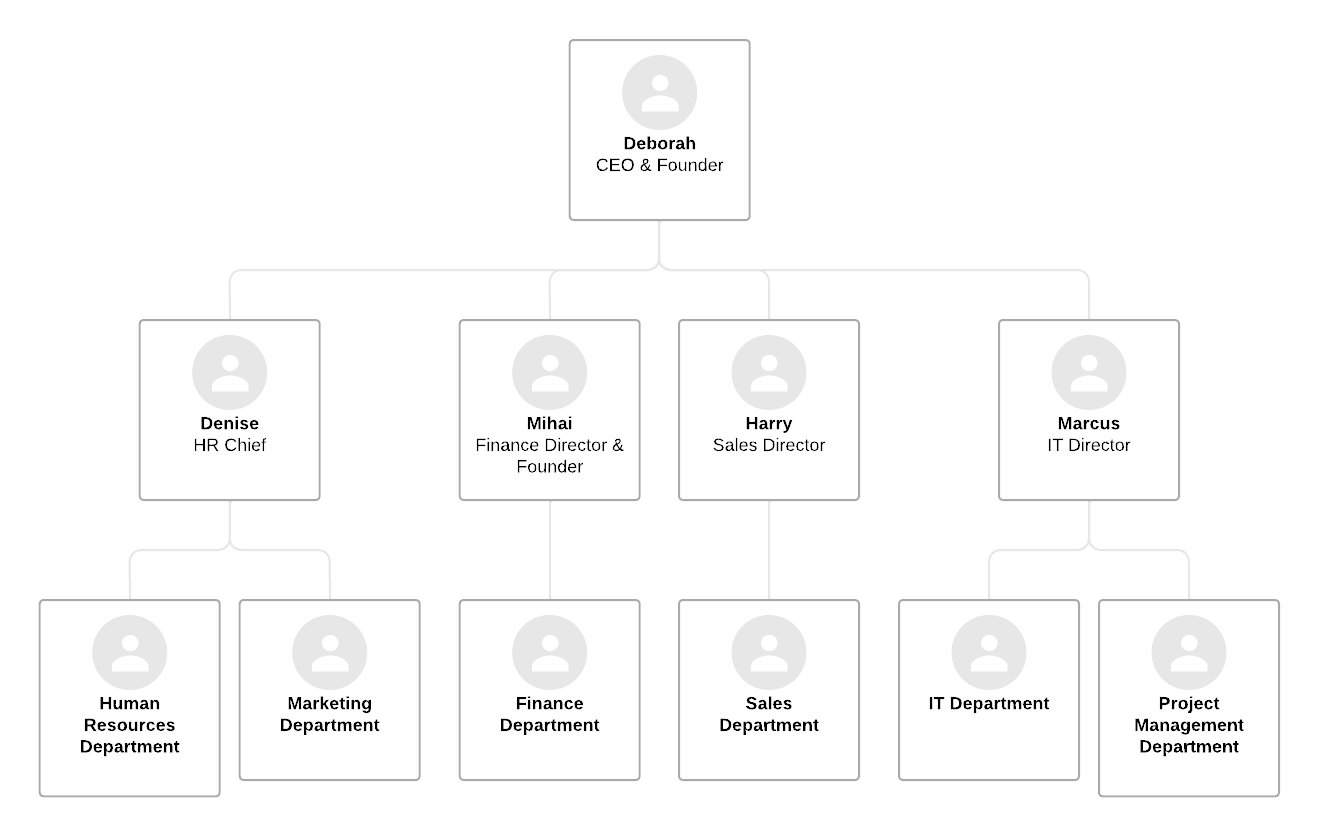 Deborah
CEO & Founder
Denise
HR Chief
Mihai
Finance Director &
Founder
Harry
Sales Director
Marcus
IT Director
Human
Resources
Department
Marketing
Department
Finance
Department
Sales
Department
IT Department
Project
Management
Department